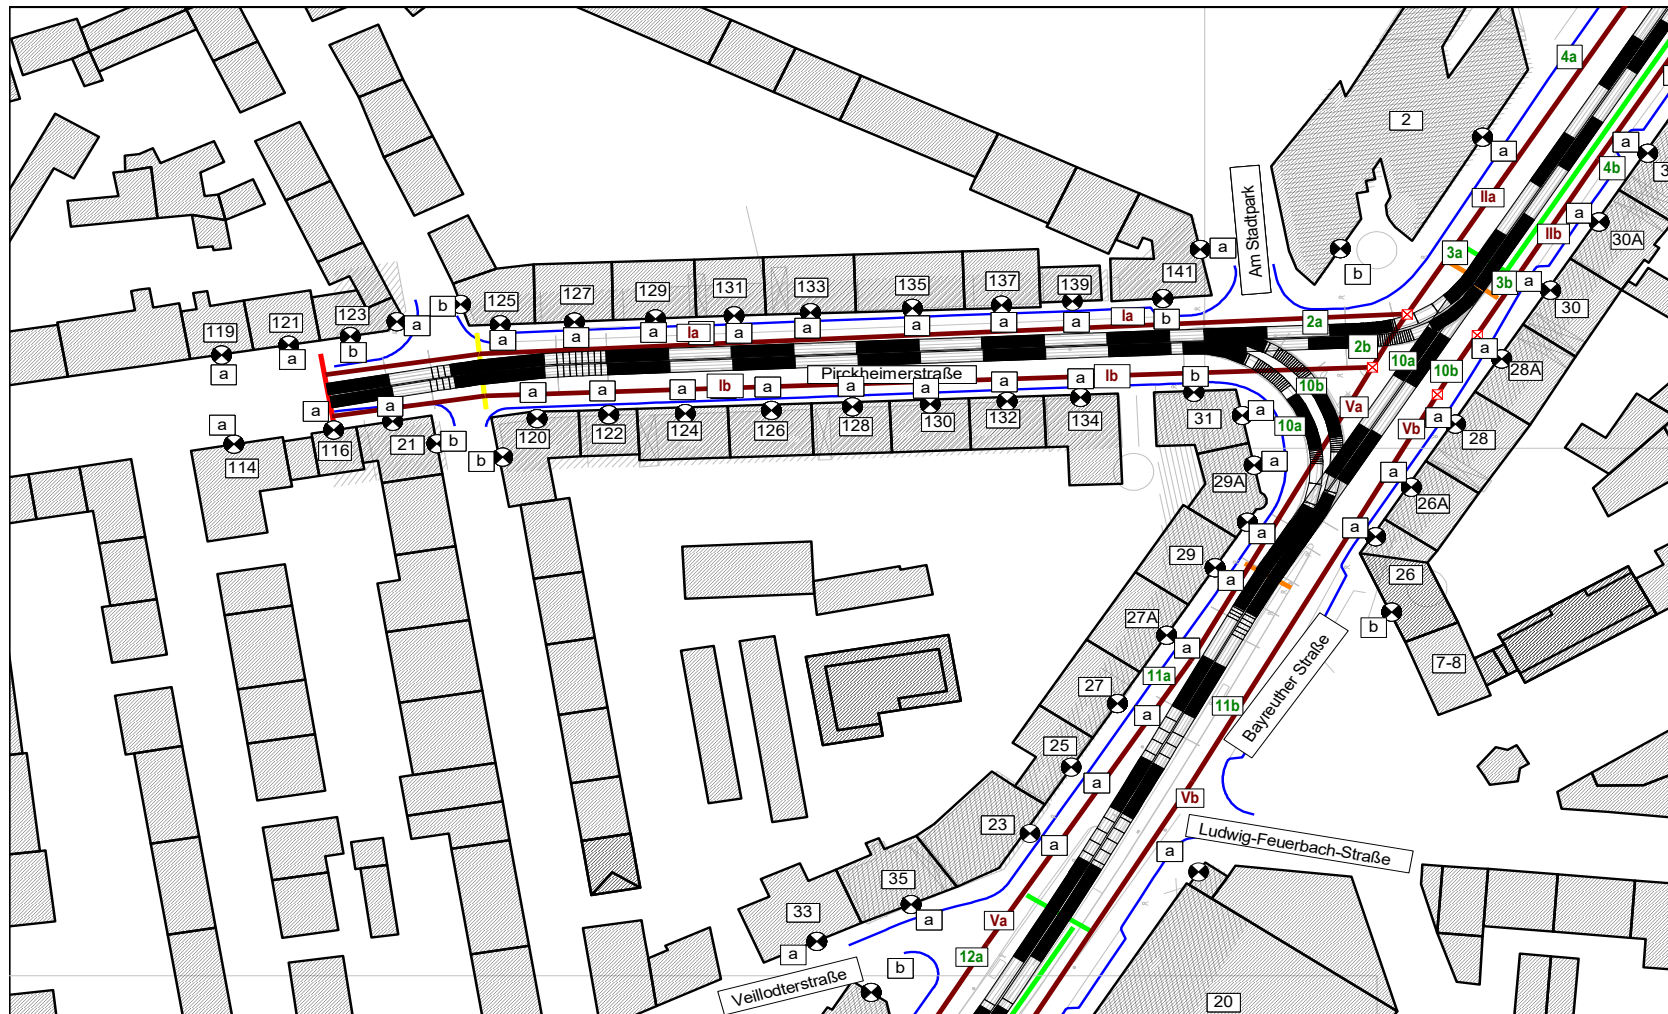 4a
2
a
a
4b
IIa
a
IIb
30A
a
Am Stadtpark
3a
b
3b
a
30
141
b
125
127
129
131
133
135
137
139
123
a
b
121
119
a
a
b
a
a
a
Ia
a
a
a
a
a
Ia
b
2a
2b
10a
a
28A
10b
Pirckheimerstraße
a
a
a
Ib
a
a
a
a
Ib
b
10b
Va
a
a
a
31
a
10a
Vb
a
28
114
116
21
b
120
122
124
126
128
130
132
134
b
a
29A
a
26A
a
a
29
a
26
27A
a
b
7-8
11a
27
a
11b
Bayreuther Straße
25
a
Vb
23
a
a
Ludwig-Feuerbach-Straße
35
33
a
Va
a
12a
b
Veillodterstraße
20